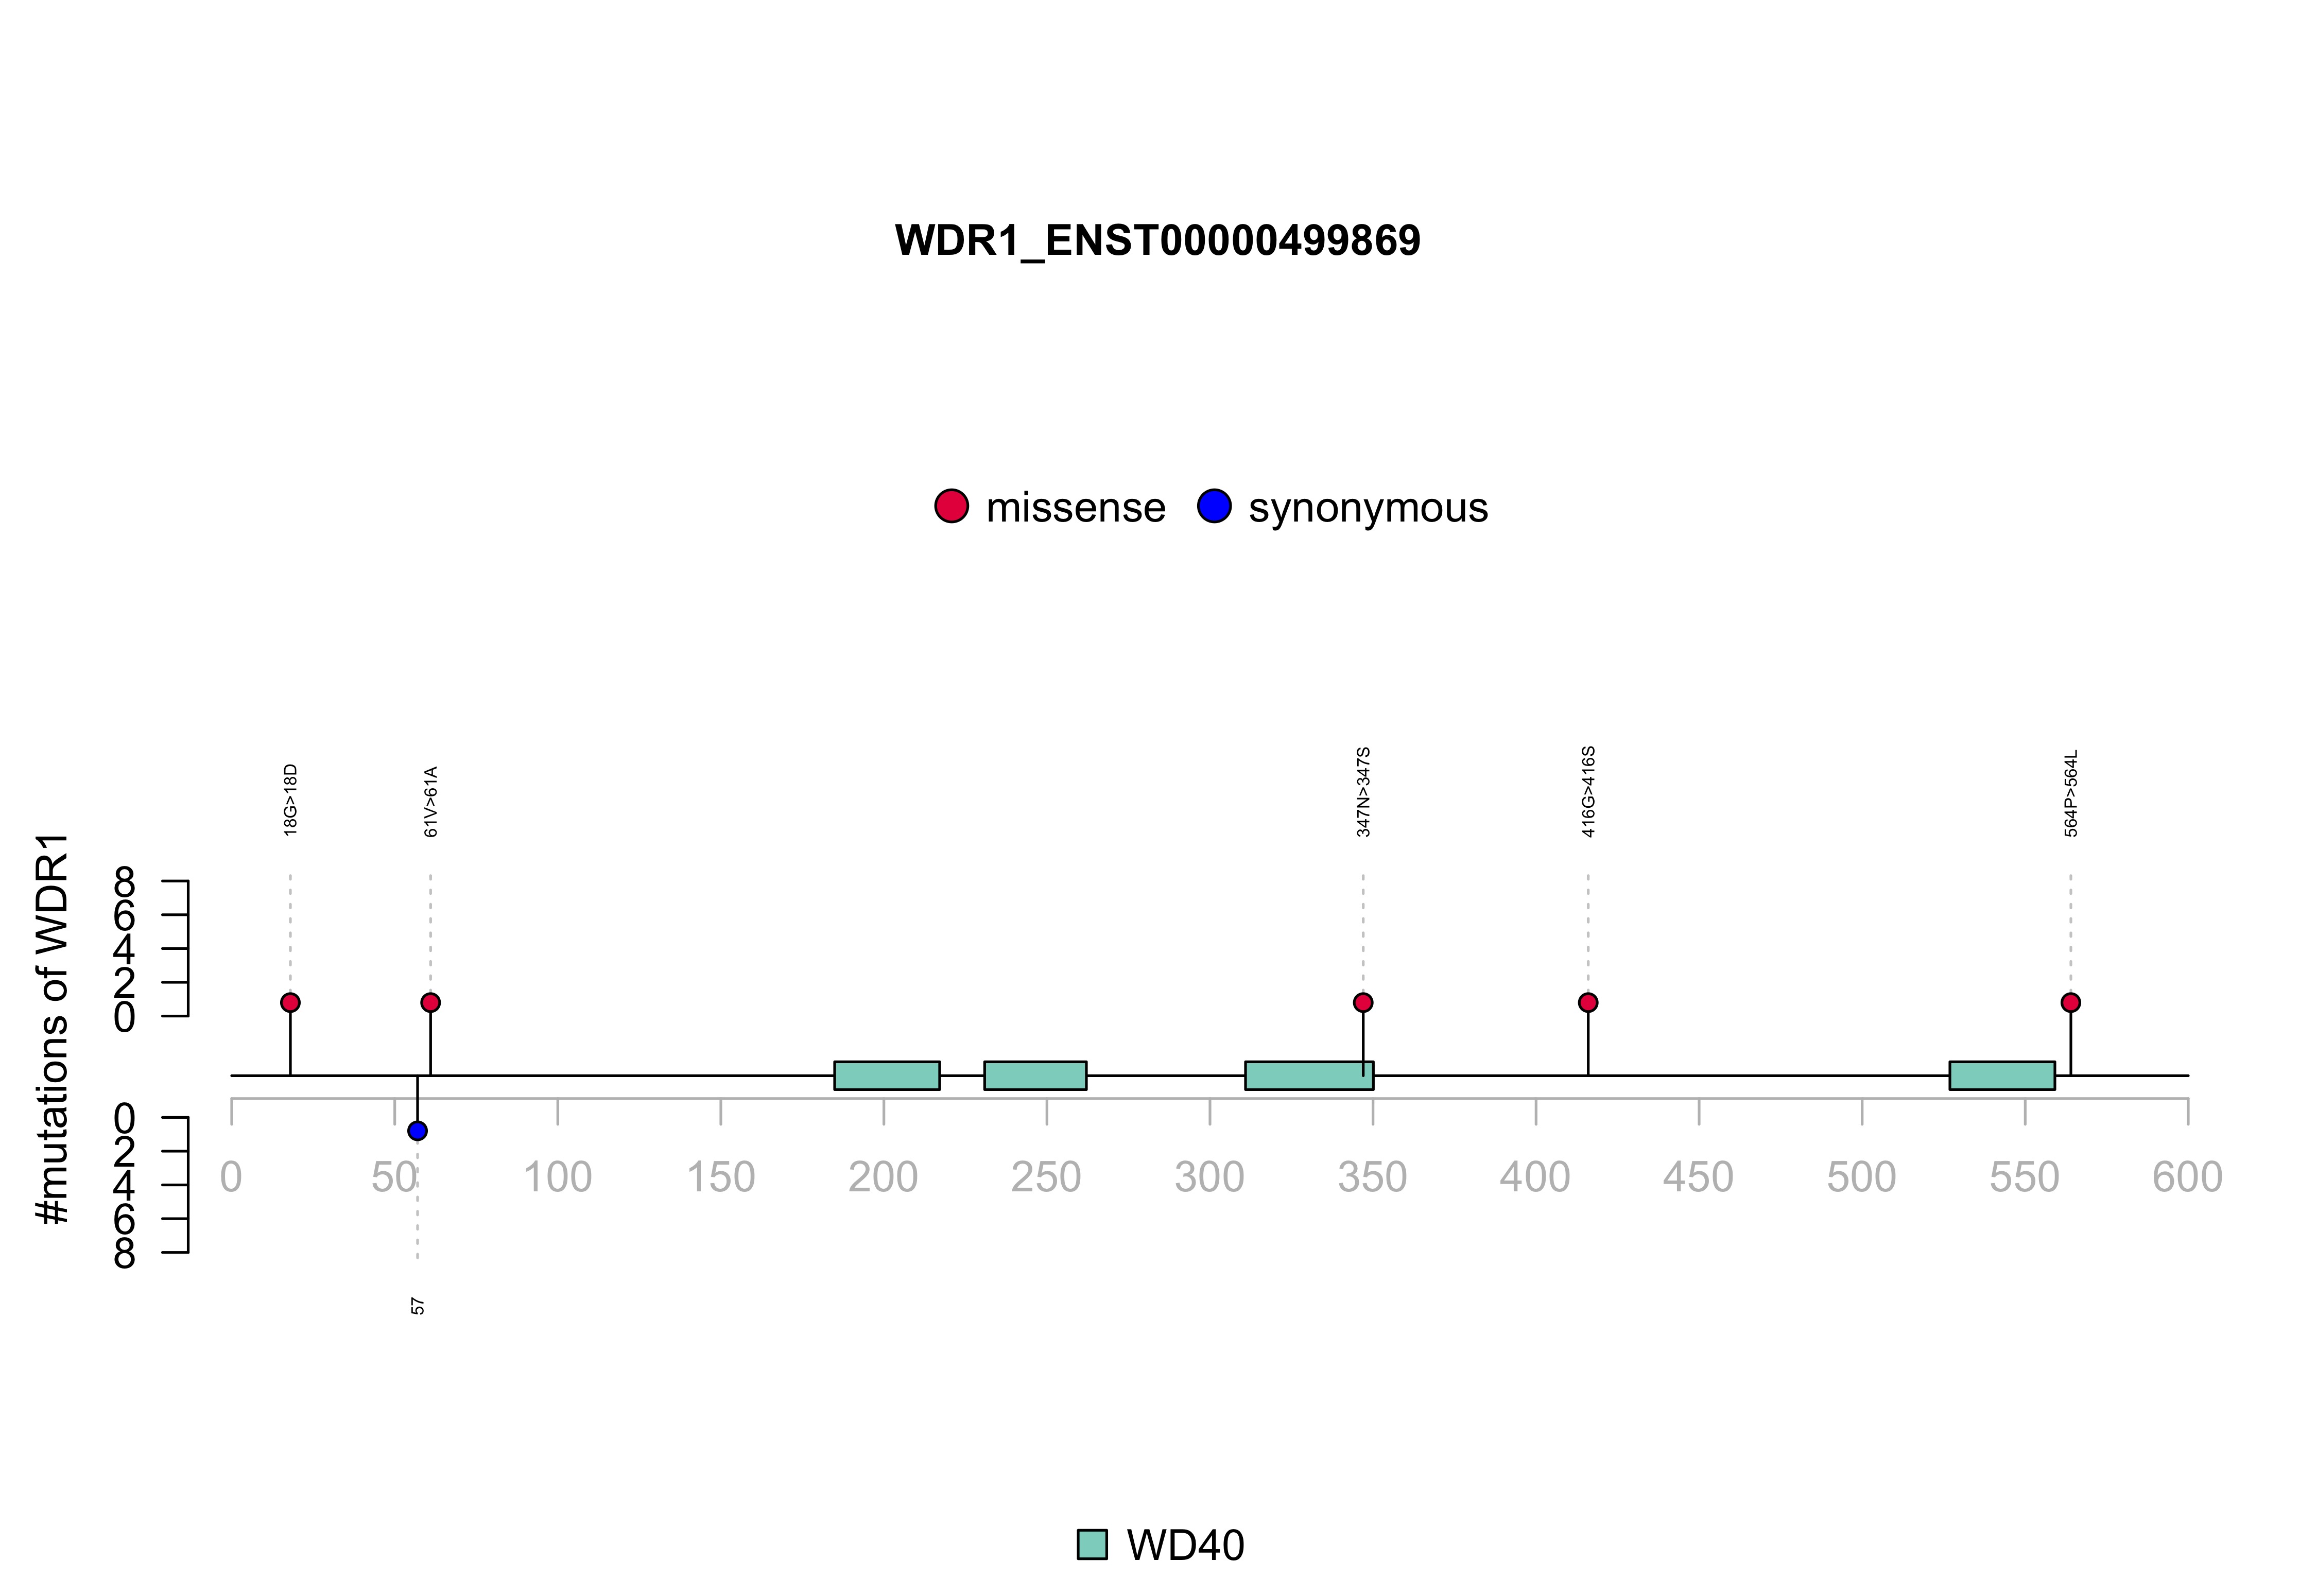 WDR1_ENST00000499869
missense synonymous
18G>18D 61V>61A 347N>347S 416G>416S 564P>564L
#mutations of WDR1
8
6
4
2
0
0
2
4
6
8
0 50 100 150 200 250 300 350 400 450 500 550 600
57
WD40